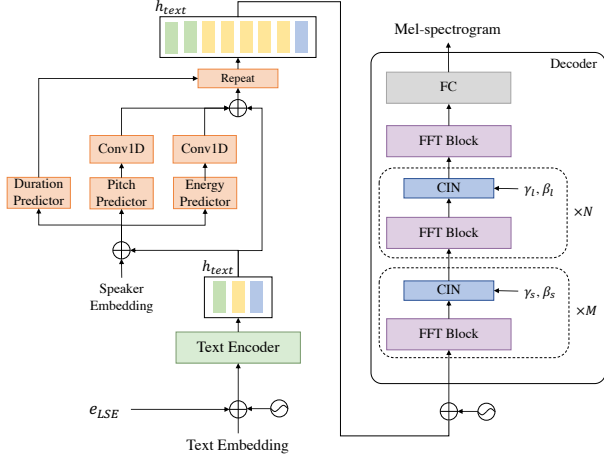 h_text
Repeat
Conv1D
Conv1D
Duration
Predictor
Pitch
Predictor
Energy
Predictor
Speaker
Embedding
h_text
Text Encoder
e_LSE
Text Embedding
Mel-spectrogram
Decoder
FC
FFT Block
CIN
γ_l, β_l
×N
FFT Block
CIN
γ_s, β_s
×M
FFT Block